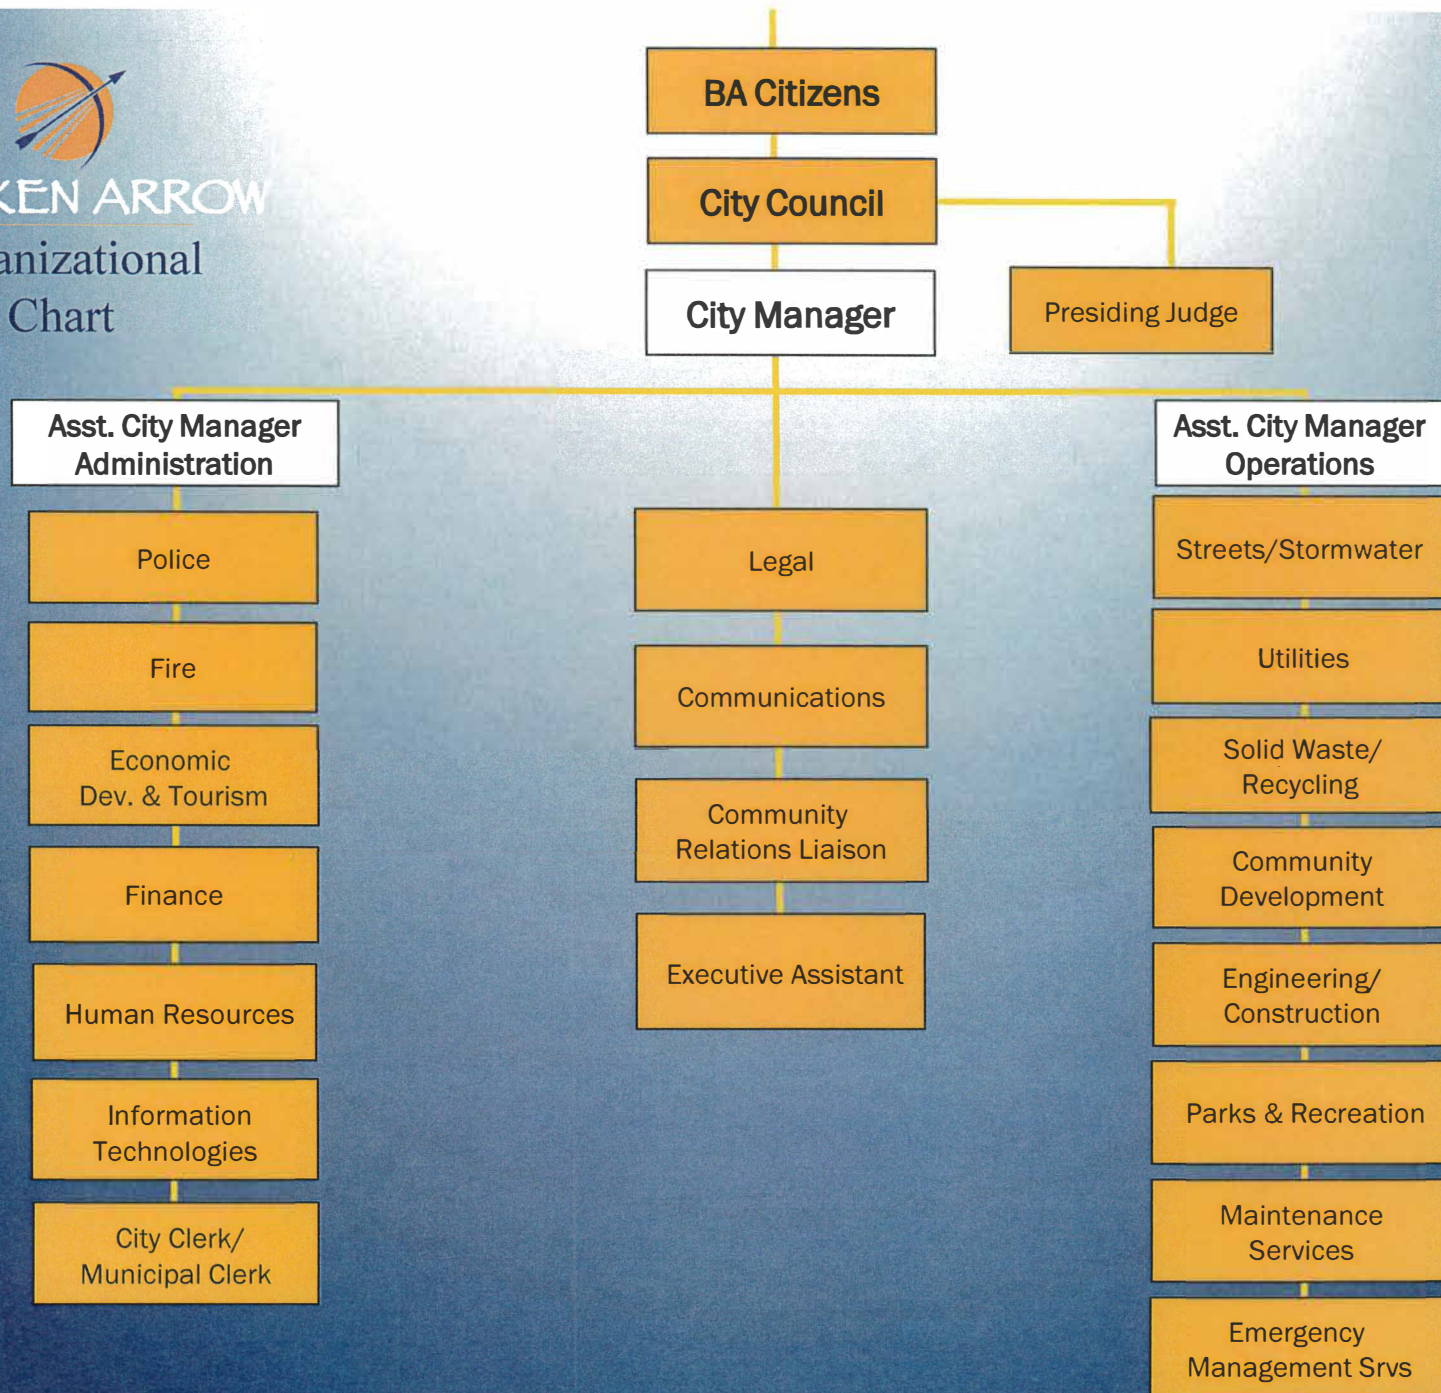 BA Citizens
City Council
KEN ARROW
anizational
Chart
City Manager
Presiding Judge
Asst. City Manager
Administration
Police
Fire
Economic
Dev. & Tourism
Finance
Human Resources
Information
Technologies
City Clerk/
Municipal Clerk
Legal
Communications
Community
Relations Liaison
Executive Assistant
Asst. City Manager
Operations
Streets/Stormwater
Utilities
Solid Waste/
Recycling
Community
Development
Engineering/
Construction
Parks & Recreation
Maintenance
Services
Emergency
Management Srvs